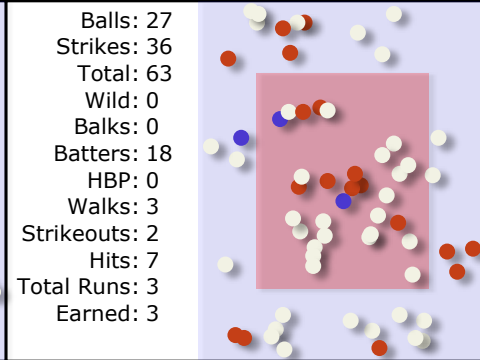 Balls: 27
Strikes: 36
Total: 63
Wild: 0
Balks: 0
Batters: 18
HBP: 0
Walks: 3
Strikeouts: 2
Hits: 7
Total Runs: 3
Earned: 3